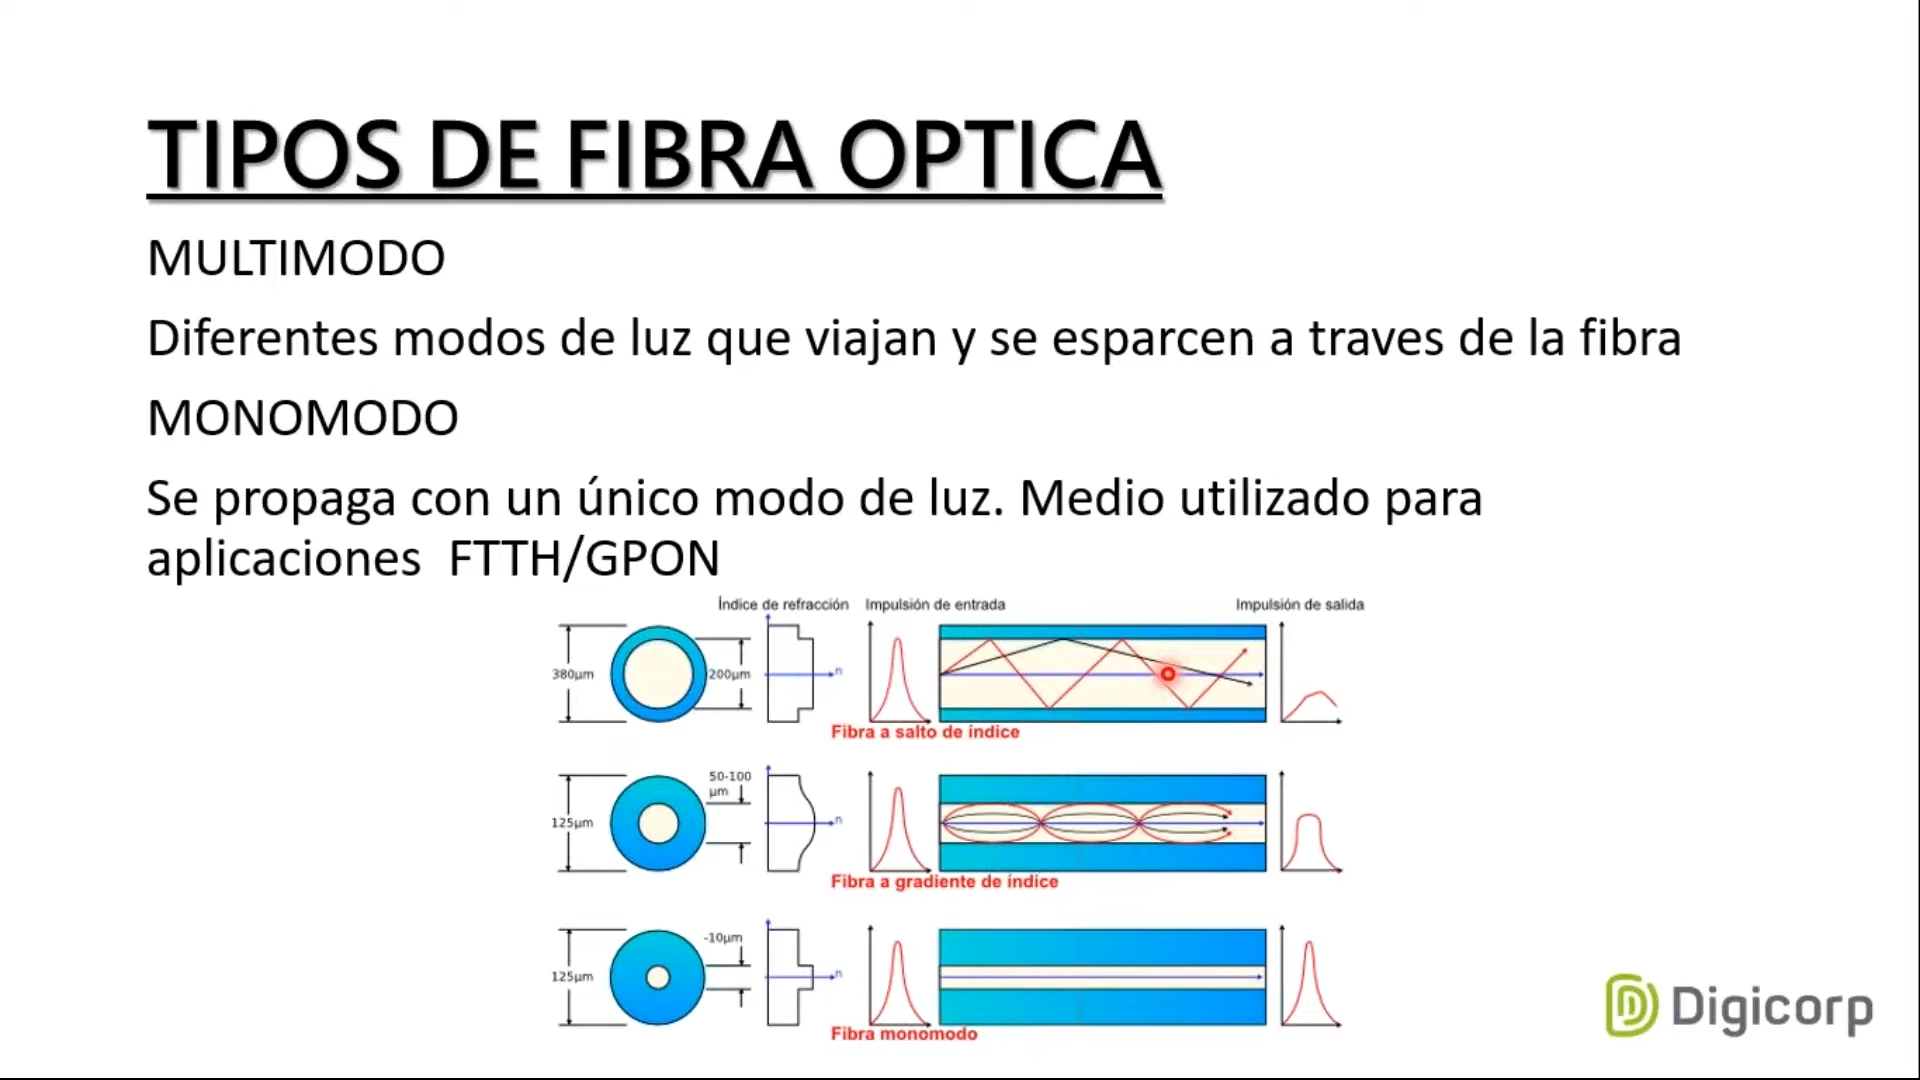 TIPOS DE FIBRA OPTICA
MULTIMODO
Diferentes modos de luz que viajan y se esparcen a traves de la fibra
MONOMODO
Se propaga con un único modo de luz. Medio utilizado para
aplicaciones FTTH/GPON
Índice de refracción Impulsión de entrada Impulsión de salida
380µm 200µm n
Fibra a salto de índice
50-100
µm
125µm n
Fibra a gradiente de índice
-10µm
125µm n
Fibra monomodo
Digicorp